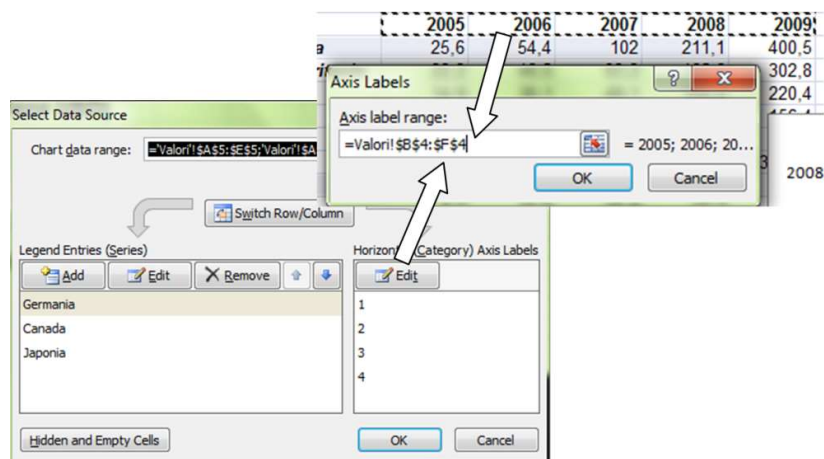 2005 2006 2007 2008 2009
a 25,6 54,4 102 211,1 400,5
302,8
220,4
Axis Labels
Axis label range:
=Valori!$B$4:$F$4 = 2005; 2006; 20...
OK Cancel
3 2008
Select Data Source
Chart data range: ='Valori'!$A$5:$E$5;'Valori'!$A
Switch Row/Column
Legend Entries (Series)
Add Edit Remove
Germania
Canada
Japonia
Horizontal (Category) Axis Labels
Edit
1
2
3
4
Hidden and Empty Cells
OK Cancel